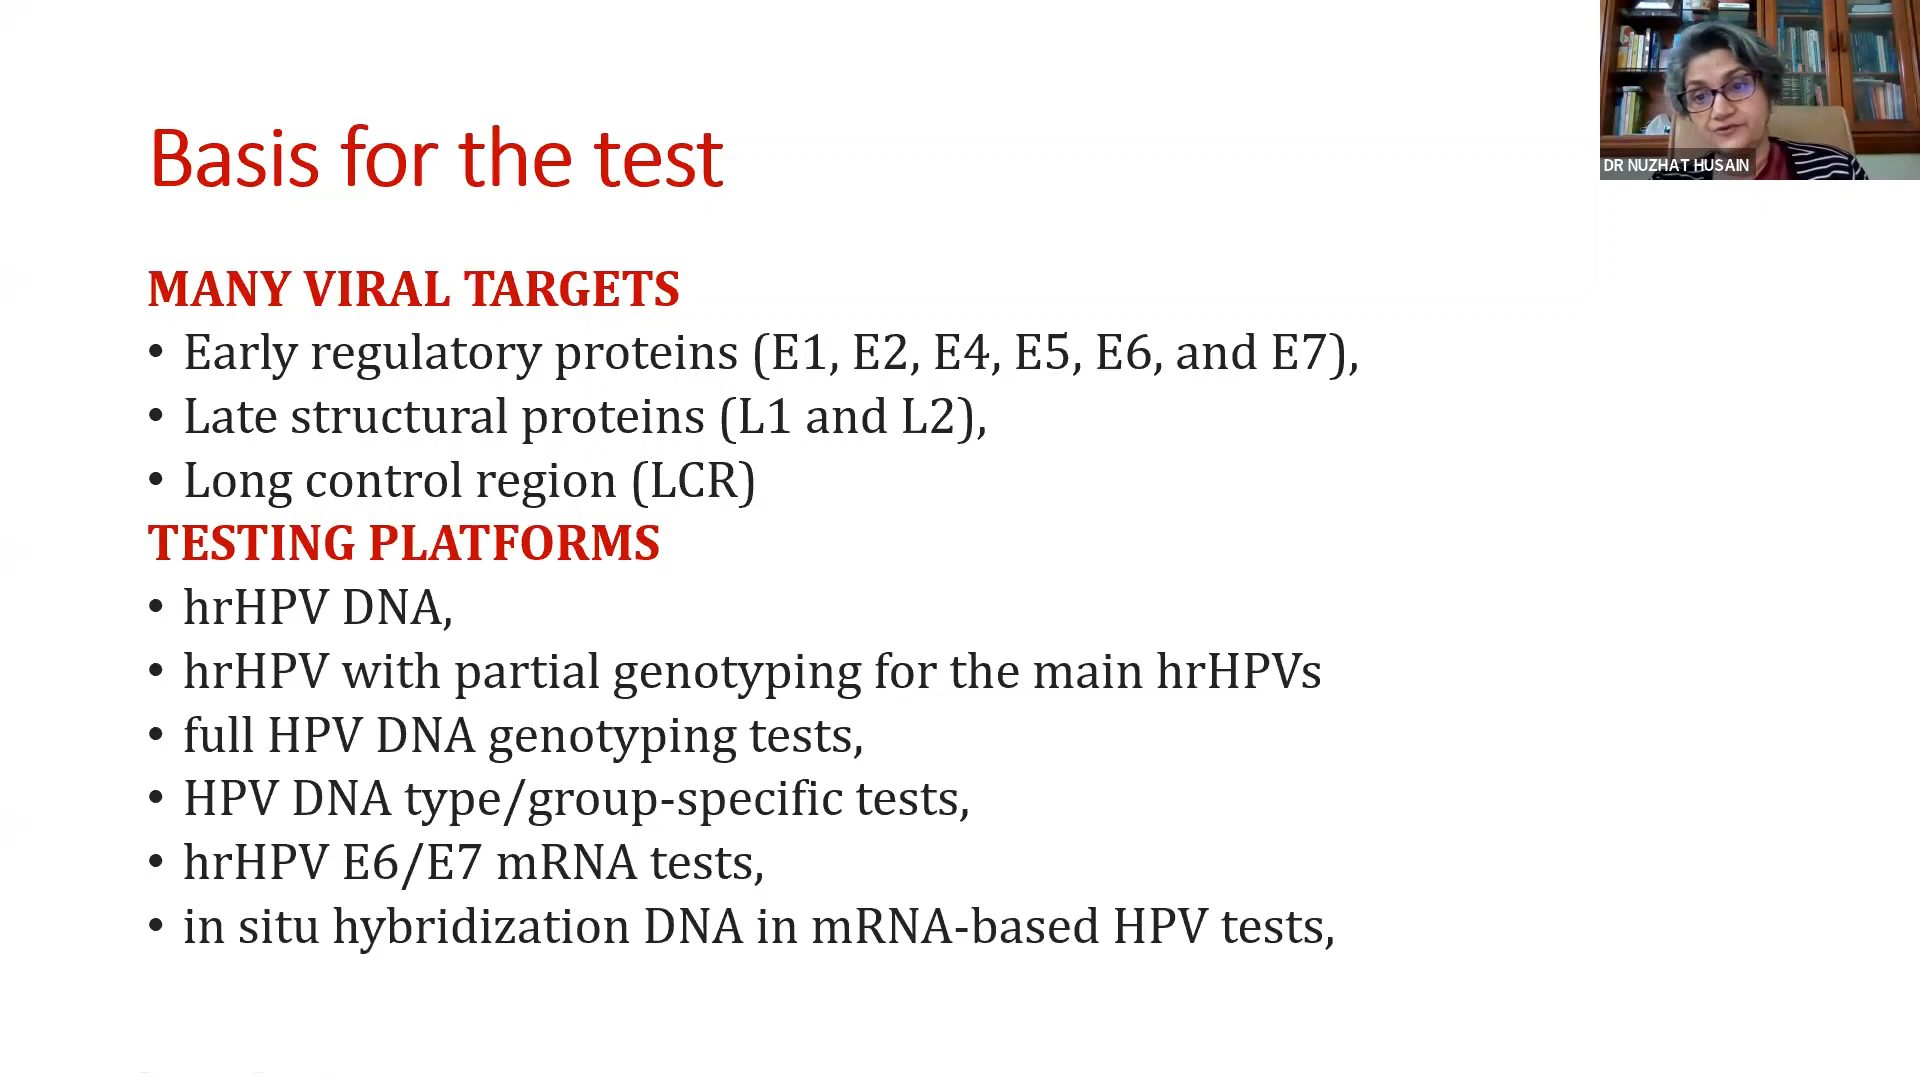 Basis for the test
MANY VIRAL TARGETS
• Early regulatory proteins (E1, E2, E4, E5, E6, and E7),
• Late structural proteins (L1 and L2),
• Long control region (LCR)
TESTING PLATFORMS
• hrHPV DNA,
• hrHPV with partial genotyping for the main hrHPVs
• full HPV DNA genotyping tests,
• HPV DNA type/group-specific tests,
• hrHPV E6/E7 mRNA tests,
• in situ hybridization DNA in mRNA-based HPV tests,
DR NUZHAT HUSAIN